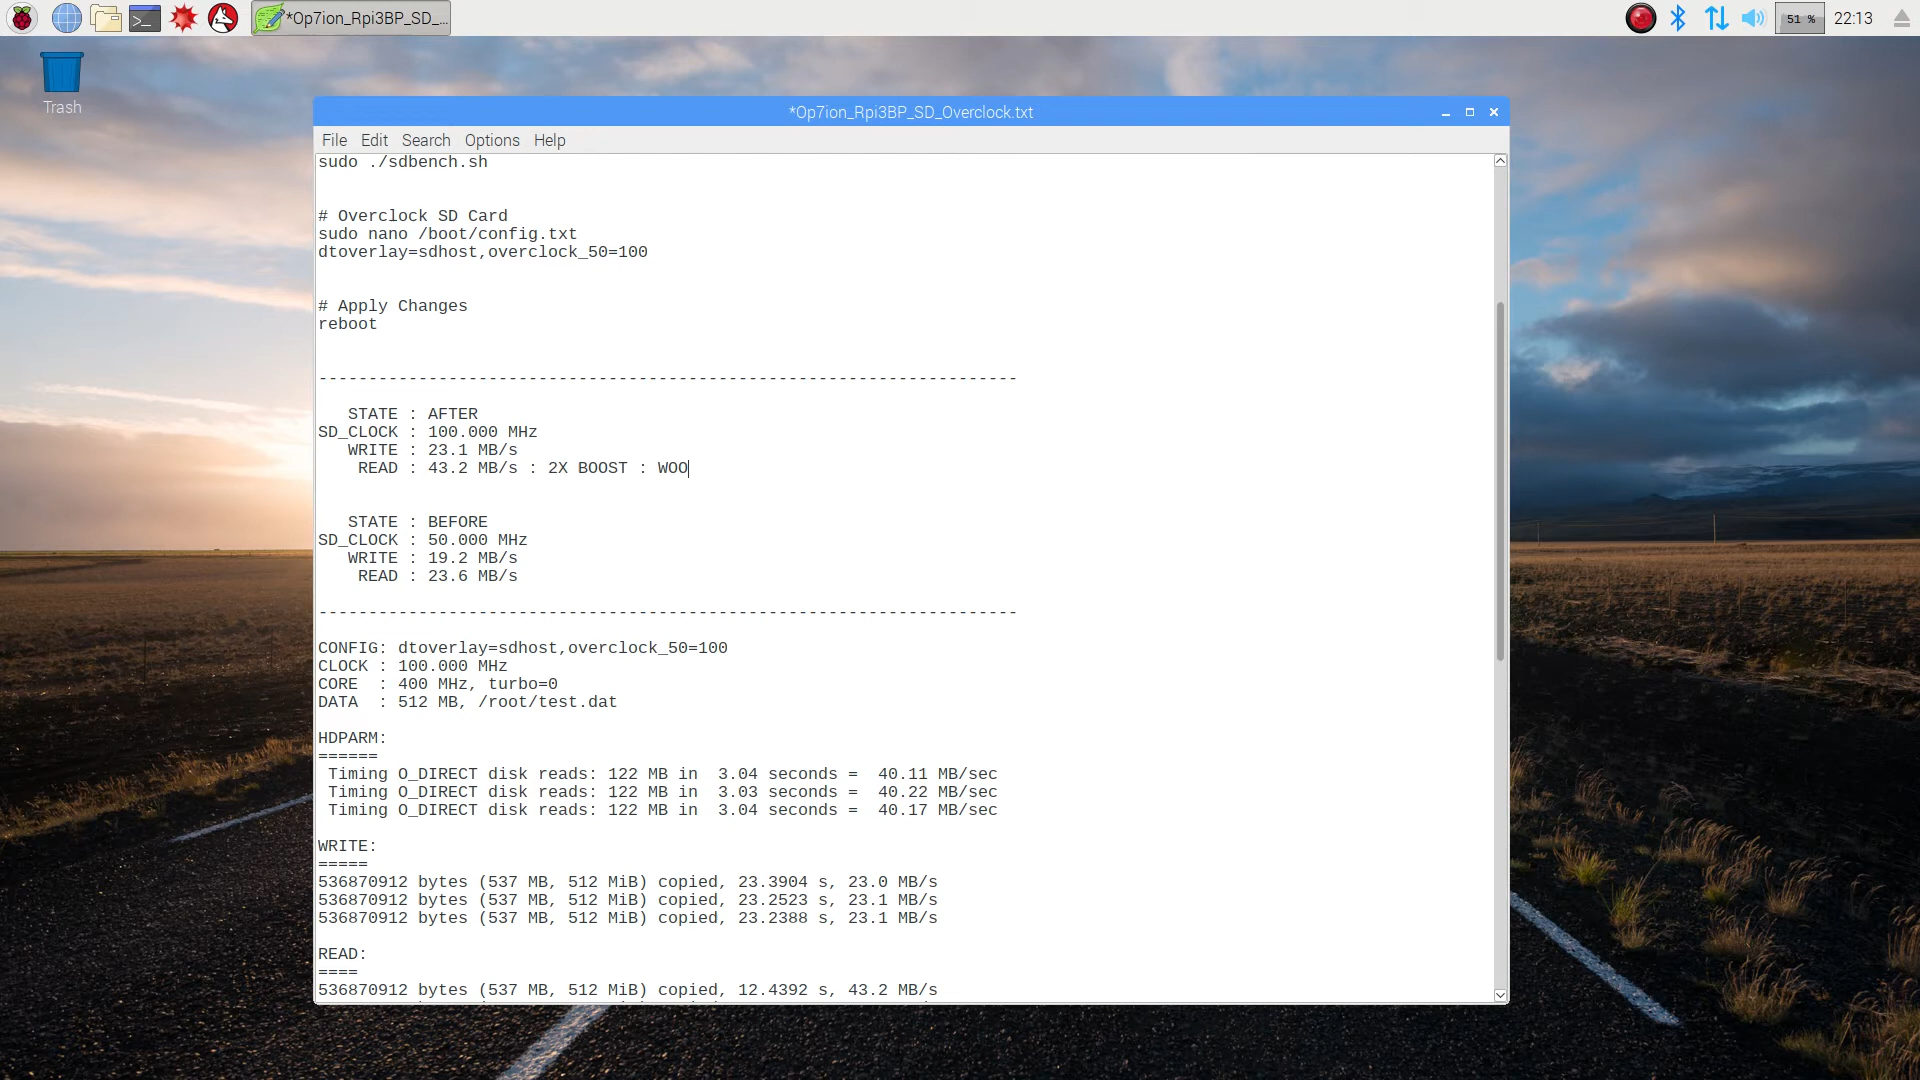 *Op7ion_Rpi3BP_SD_...
51 %
22:13
Trash
*Op7ion_Rpi3BP_SD_Overclock.txt
File Edit Search Options Help
sudo ./sdbench.sh
# Overclock SD Card
sudo nano /boot/config.txt
dtoverlay=sdhost,overclock_50=100
# Apply Changes
reboot
----------------------------------------------------------------------
   STATE : AFTER
SD_CLOCK : 100.000 MHz
   WRITE : 23.1 MB/s
    READ : 43.2 MB/s : 2X BOOST : WOO
   STATE : BEFORE
SD_CLOCK : 50.000 MHz
   WRITE : 19.2 MB/s
    READ : 23.6 MB/s
----------------------------------------------------------------------
CONFIG: dtoverlay=sdhost,overclock_50=100
CLOCK : 100.000 MHz
CORE  : 400 MHz, turbo=0
DATA  : 512 MB, /root/test.dat
HDPARM:
======
 Timing O_DIRECT disk reads: 122 MB in  3.04 seconds =  40.11 MB/sec
 Timing O_DIRECT disk reads: 122 MB in  3.03 seconds =  40.22 MB/sec
 Timing O_DIRECT disk reads: 122 MB in  3.04 seconds =  40.17 MB/sec
WRITE:
=====
536870912 bytes (537 MB, 512 MiB) copied, 23.3904 s, 23.0 MB/s
536870912 bytes (537 MB, 512 MiB) copied, 23.2523 s, 23.1 MB/s
536870912 bytes (537 MB, 512 MiB) copied, 23.2388 s, 23.1 MB/s
READ:
====
536870912 bytes (537 MB, 512 MiB) copied, 12.4392 s, 43.2 MB/s